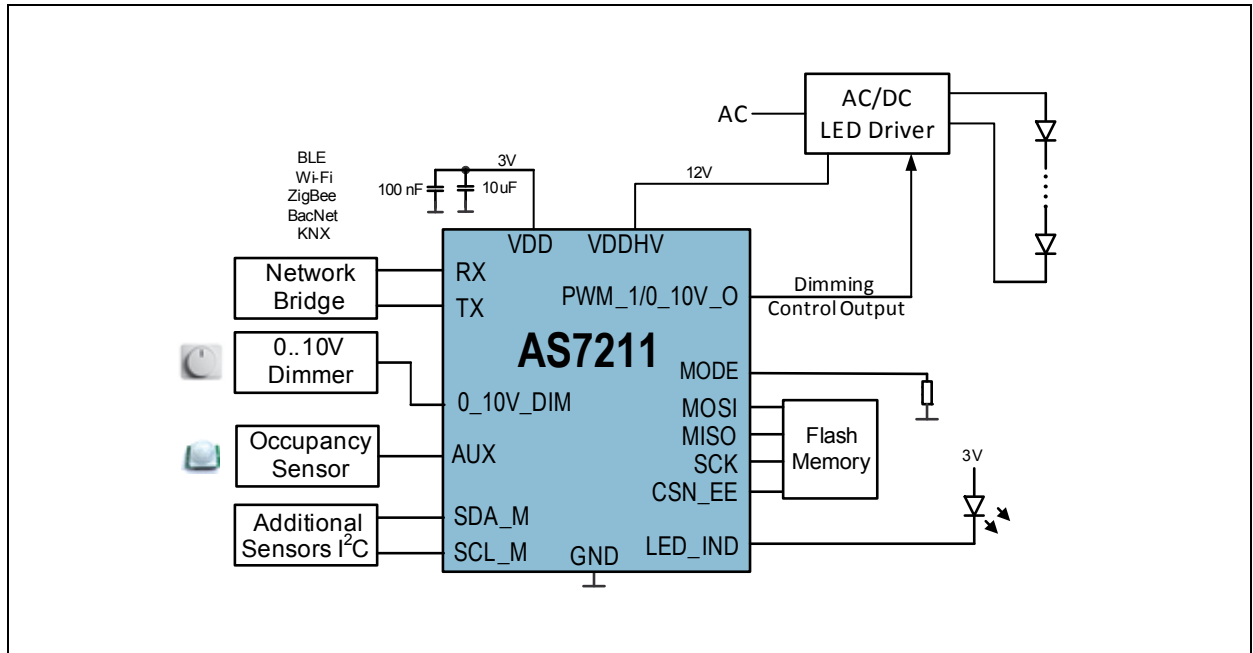 AC/DC
LED Driver
AC
BLE
Wi-Fi
ZigBee
BacNet
KNX
3V
100 nF
10uF
12V
VDD
VDDHV
Network
Bridge
RX
TX
PWM_1/0_10V_O
Dimming
Control Output
AS7211
0..10V
Dimmer
0_10V_DIM
MODE
MOSI
MISO
SCK
CSN_EE
Flash
Memory
Occupancy
Sensor
AUX
3V
Additional
Sensors I²C
SDA_M
SCL_M
GND
LED_IND